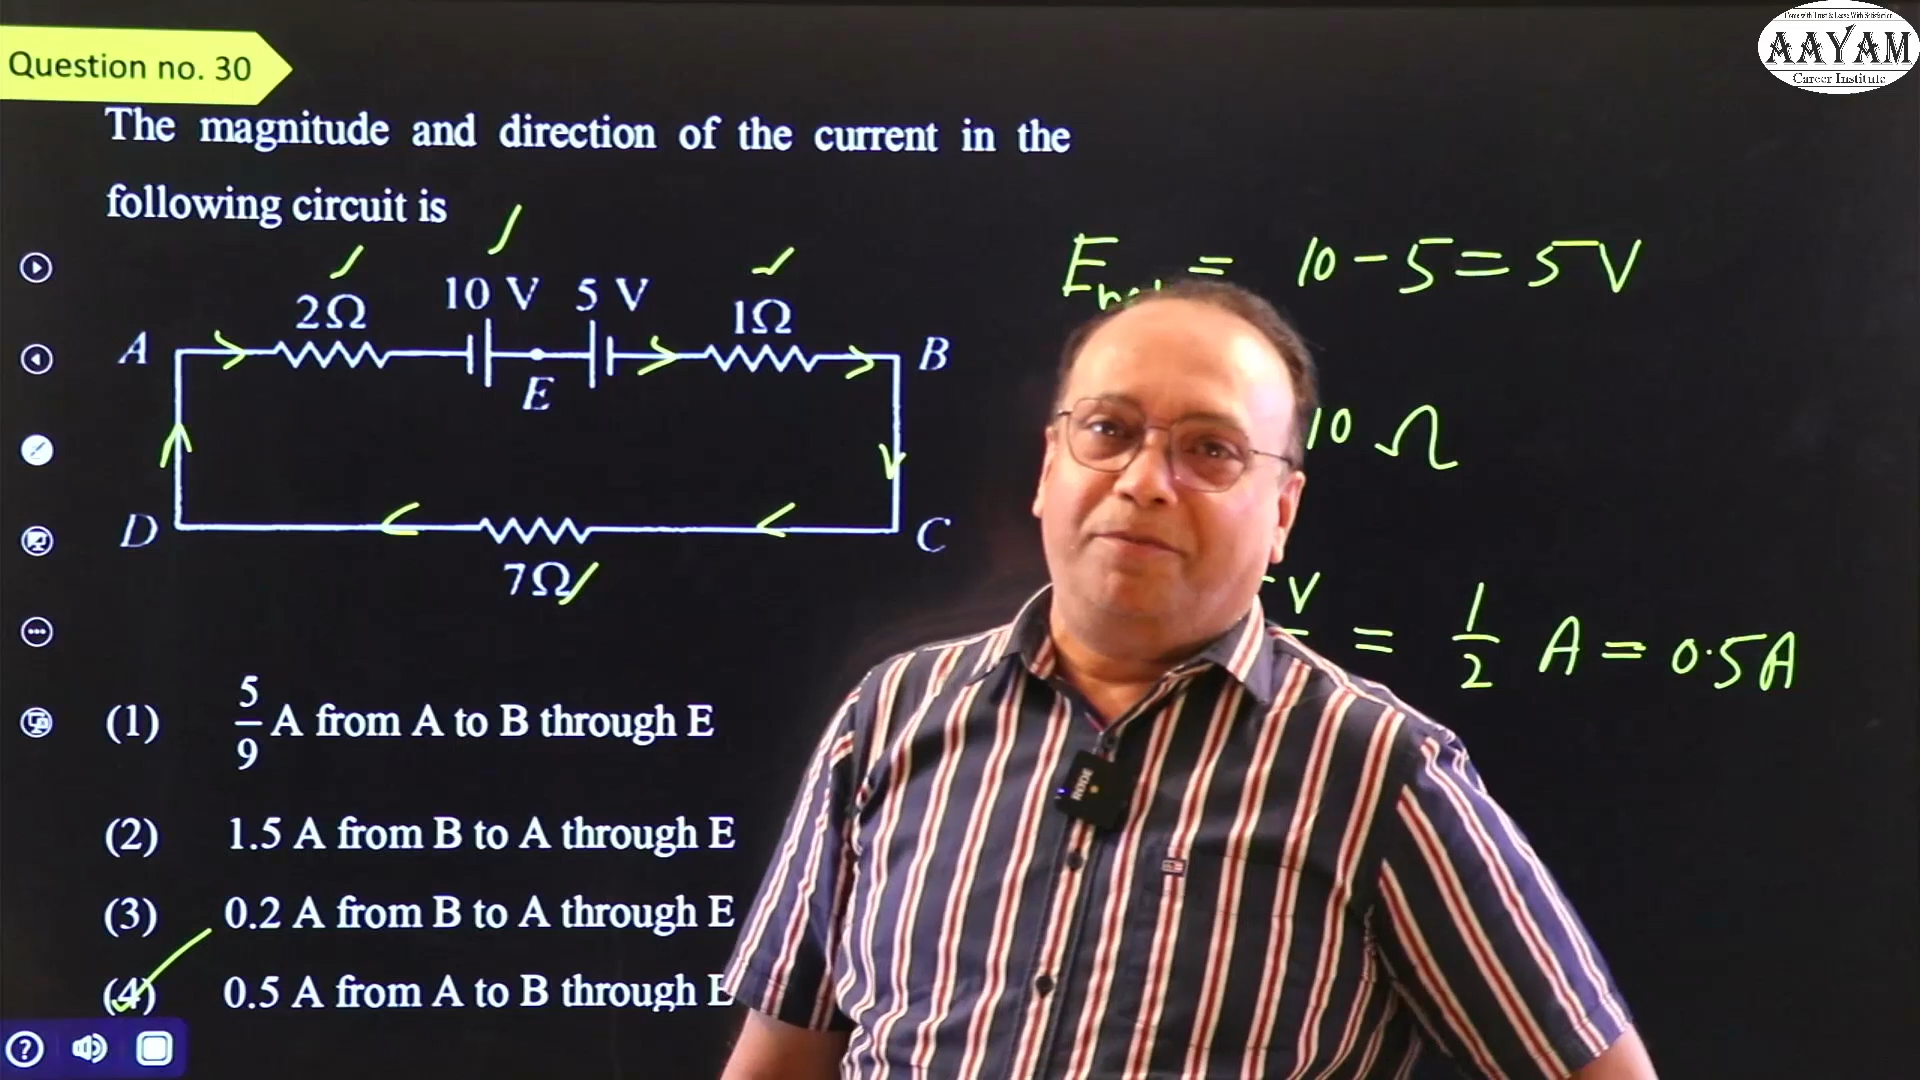 Question no. 30
AAYAM
Career Institute
The magnitude and direction of the current in the
following circuit is
2Ω
10 V
5 V
1Ω
A
E
B
D
C
7Ω
(1) 5/9 A from A to B through E
(2) 1.5 A from B to A through E
(3) 0.2 A from B to A through E
(4) 0.5 A from A to B through E
= 10 - 5 = 5V
10 Ω
V
= 1/2 A = 0.5A
RODE